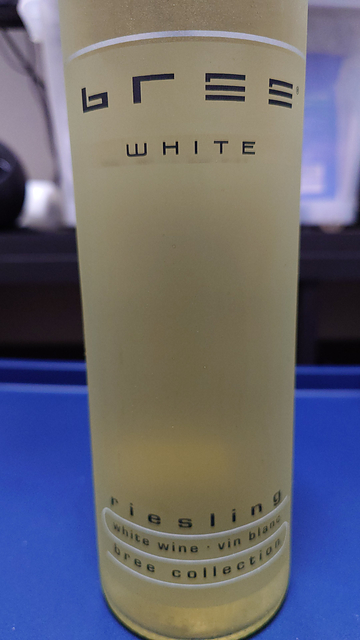 bree
WHITE
riesling
white wine · vin blanc
bree collection